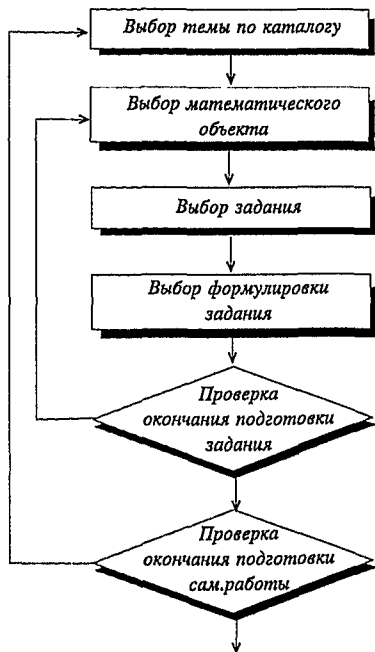 Выбор темы по каталогу
Выбор математического
объекта
Выбор задания
Выбор формулировки
задания
Проверка
окончания подготовки
задания
Проверка
окончания подготовки
сам.работы